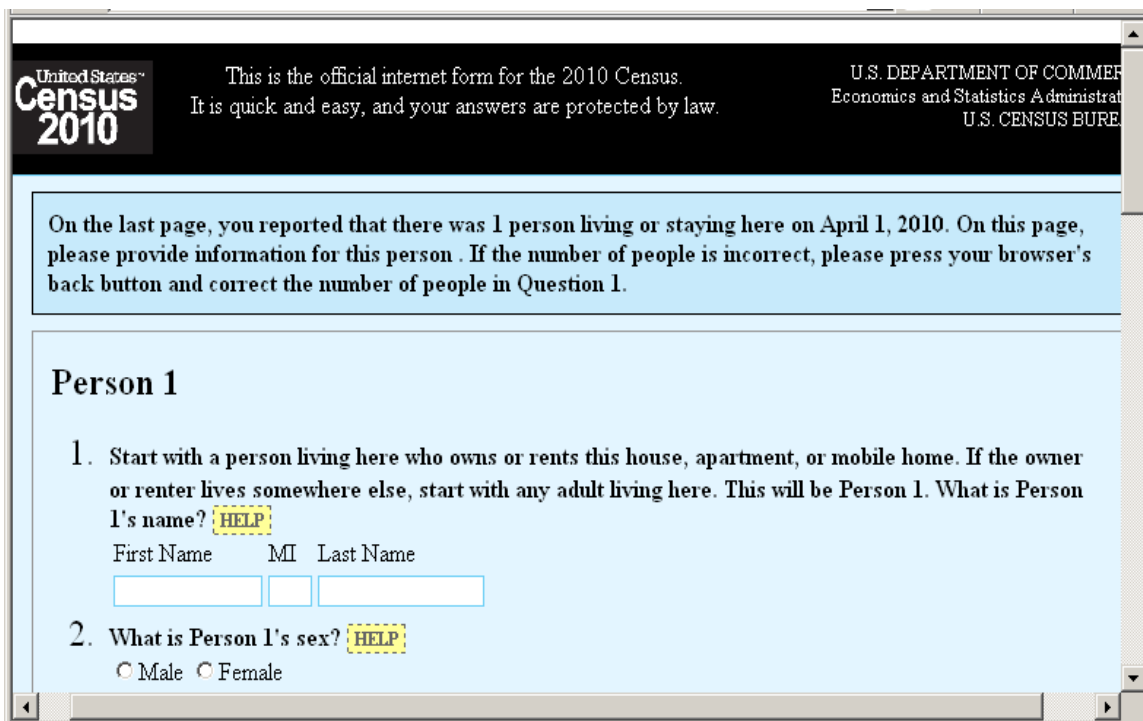 United States™
Census
2010
This is the official internet form for the 2010 Census.
It is quick and easy, and your answers are protected by law.
U.S. DEPARTMENT OF COMMER
Economics and Statistics Administrat
U.S. CENSUS BUREA
On the last page, you reported that there was 1 person living or staying here on April 1, 2010. On this page,
please provide information for this person . If the number of people is incorrect, please press your browser's
back button and correct the number of people in Question 1.
Person 1
1. Start with a person living here who owns or rents this house, apartment, or mobile home. If the owner
or renter lives somewhere else, start with any adult living here. This will be Person 1. What is Person
1's name? HELP
First Name MI Last Name
2. What is Person 1's sex? HELP
Male Female